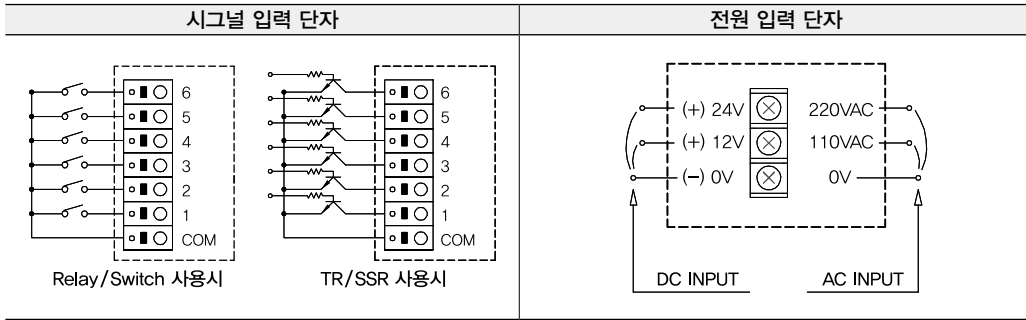 시그널 입력 단자
전원 입력 단자
6
5
4
3
2
1
COM
Relay/Switch 사용시
6
5
4
3
2
1
COM
TR/SSR 사용시
(+) 24V
220VAC
(+) 12V
110VAC
(−) 0V
0V
DC INPUT
AC INPUT